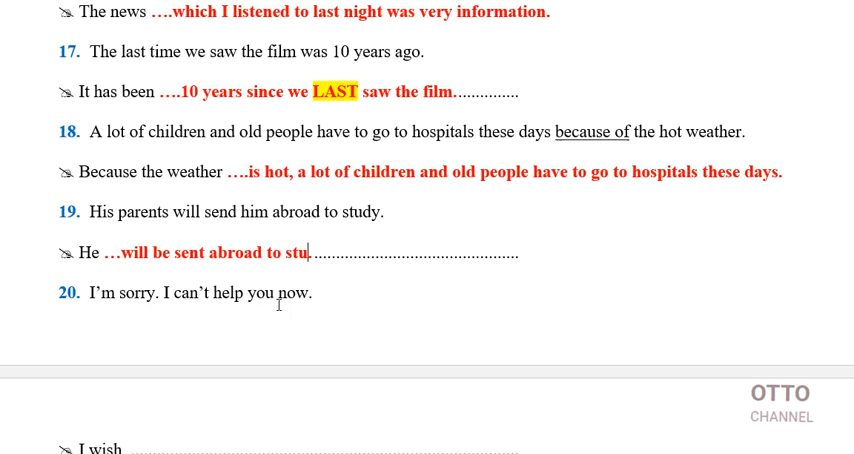 The news ….which I listened to last night was very information.
17. The last time we saw the film was 10 years ago.
It has been ….10 years since we LAST saw the film...............
18. A lot of children and old people have to go to hospitals these days because of the hot weather.
Because the weather ….is hot, a lot of children and old people have to go to hospitals these days.
19. His parents will send him abroad to study.
He …will be sent abroad to stu................................................
20. I’m sorry. I can’t help you now.
OTTO
CHANNEL
I wish ........................................................................................